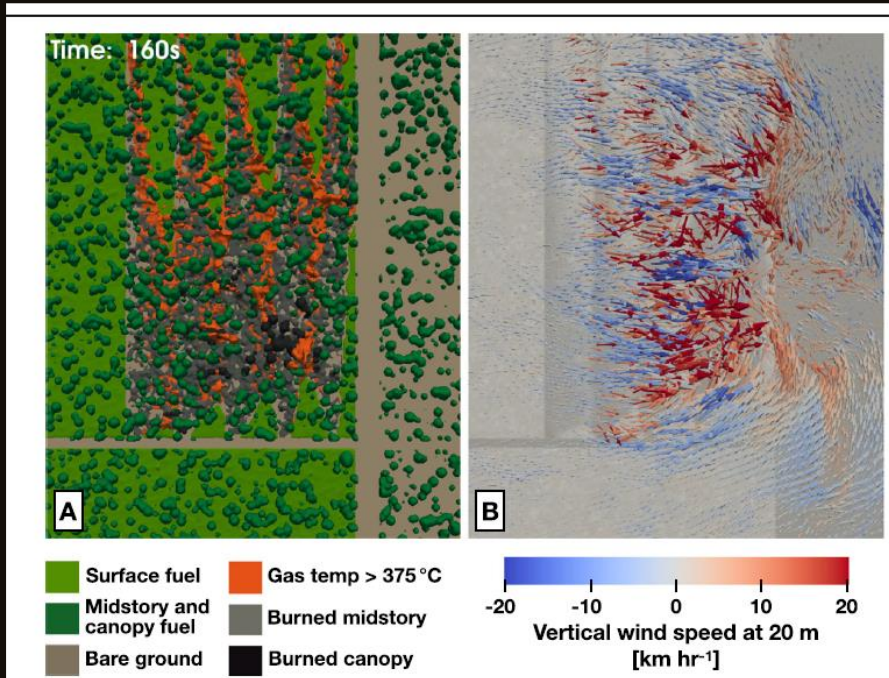 Time: 160s
A
B
Surface fuel
Midstory and
canopy fuel
Bare ground
Gas temp > 375 °C
Burned midstory
Burned canopy
-20 -10 0 10 20
Vertical wind speed at 20 m
[km hr⁻¹]